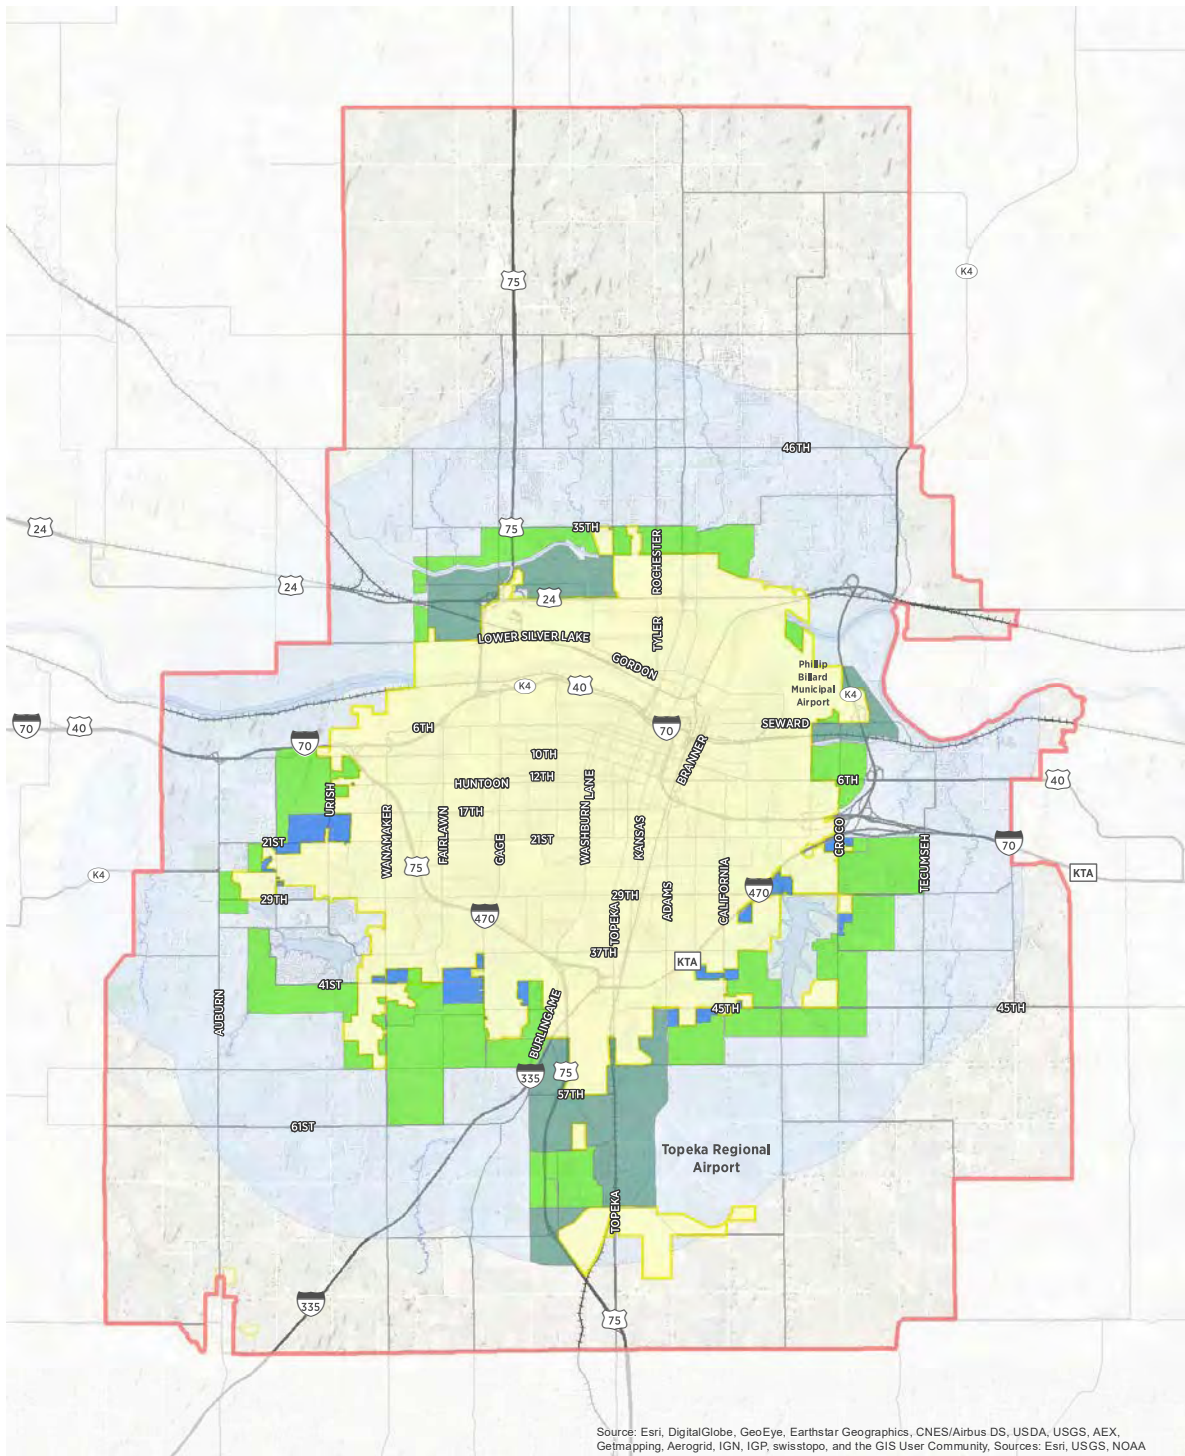 75
K4
46TH
24
75
35TH
ROCHESTER
24
24
LOWER SILVER LAKE
TYLER
GORDON
Phillip
Billard
Municipal
Airport
K4
40
K4
70
40
6TH
70
SEWARD
70
10TH
BRANNER
12TH
HUNTOON
LANE
6TH
40
URISH
17TH
WANAMAKER
FAIRLAWN
GAGE
21ST
WASHBURN
KANSAS
21ST
CROCO
TECUMSEH
70
75
K4
KTA
29TH
29TH
ADAMS
CALIFORNIA
470
470
TOPEKA
37TH
KTA
41ST
AUBURN
BURLINGAME
45TH
45TH
335
75
57TH
61ST
Topeka Regional
Airport
TOPEKA
335
75
Source: Esri, DigitalGlobe, GeoEye, Earthstar Geographics, CNES/Airbus DS, USDA, USGS, AEX,
Getmapping, Aerogrid, IGN, IGP, swisstopo, and the GIS User Community, Sources: Esri, USGS, NOAA